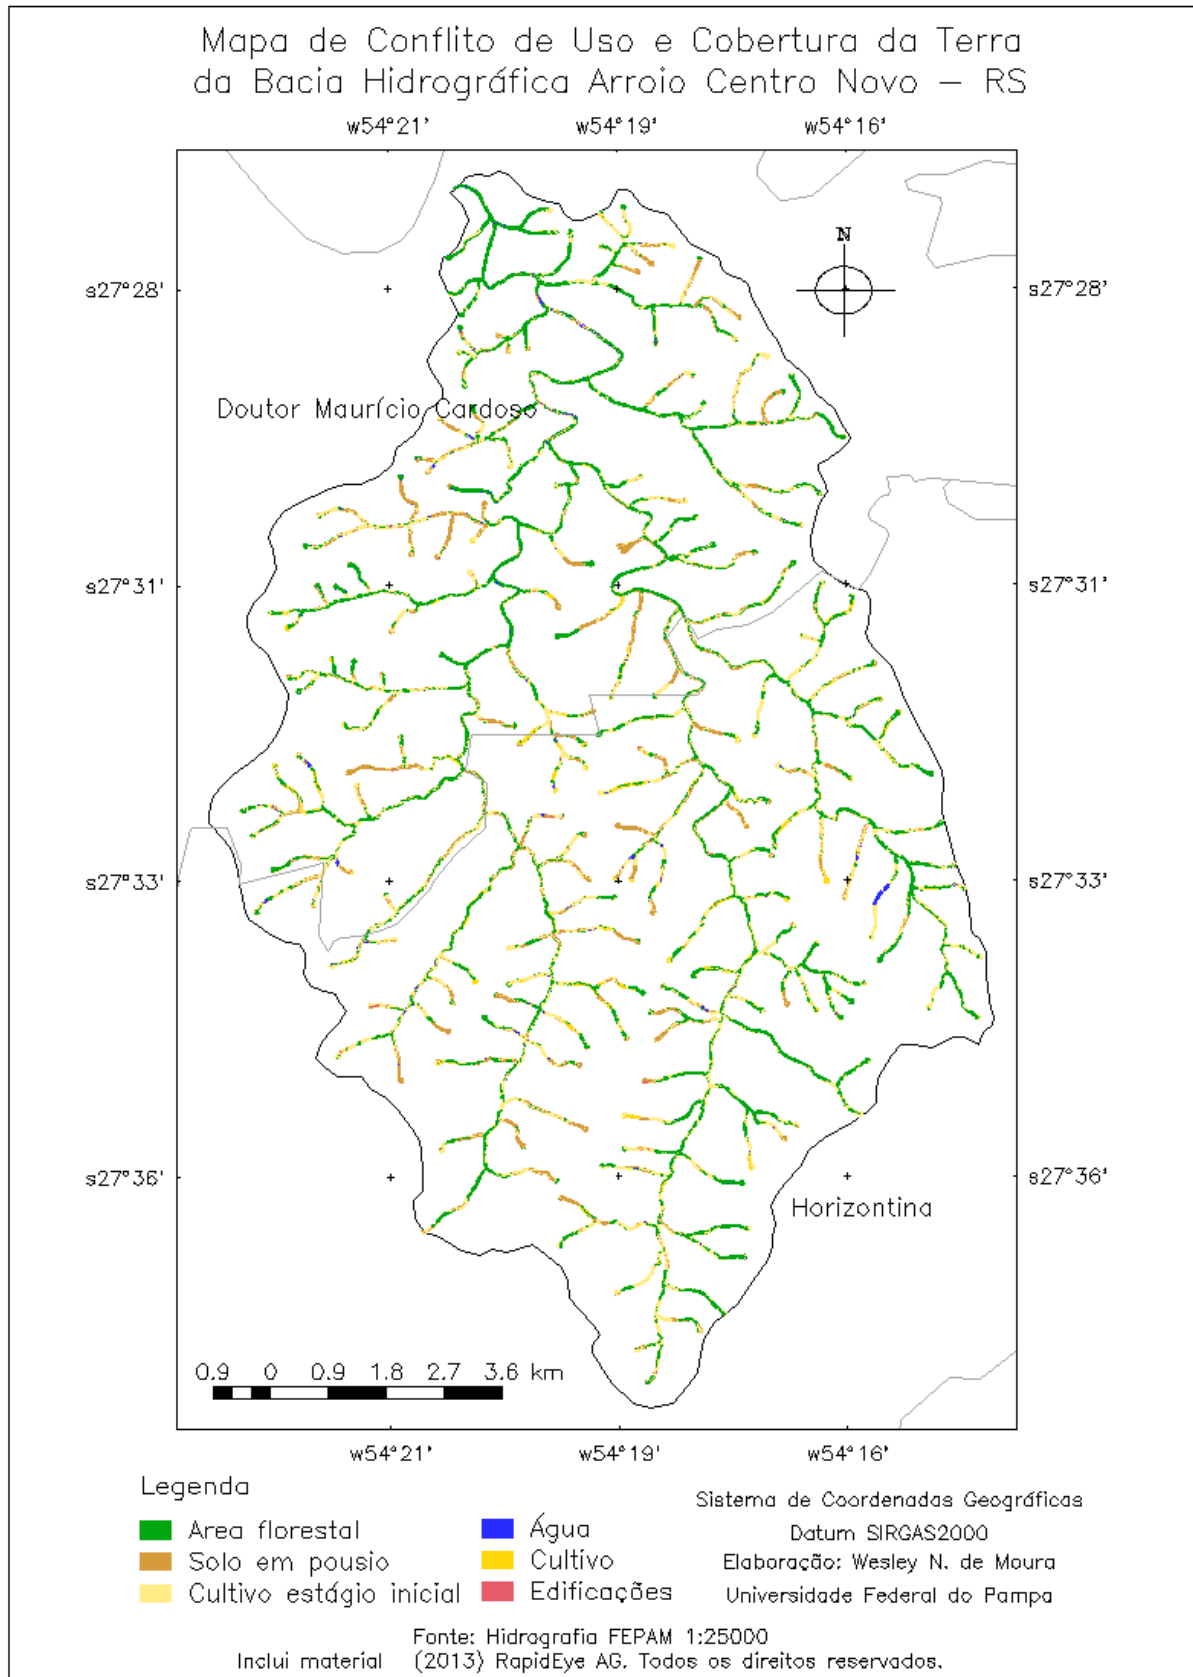 Mapa de Conflito de Uso e Cobertura da Terra
da Bacia Hidrográfica Arroio Centro Novo – RS
w54°21' w54°19' w54°16'
N
s27°28' s27°28'
Doutor Maurício Cardoso
s27°31' s27°31'
s27°33' s27°33'
s27°36' s27°36'
Horizontina
0.9 0 0.9 1.8 2.7 3.6 km
w54°21' w54°19' w54°16'
Legenda
Area florestal
Solo em pousio
Cultivo estágio inicial
Água
Cultivo
Edificações
Sistema de Coordenadas Geográficas
Datum SIRGAS2000
Elaboração: Wesley N. de Moura
Universidade Federal do Pampa
Fonte: Hidrografia FEPAM 1:25000
Inclui material (2013) RapidEye AG. Todos os direitos reservados.